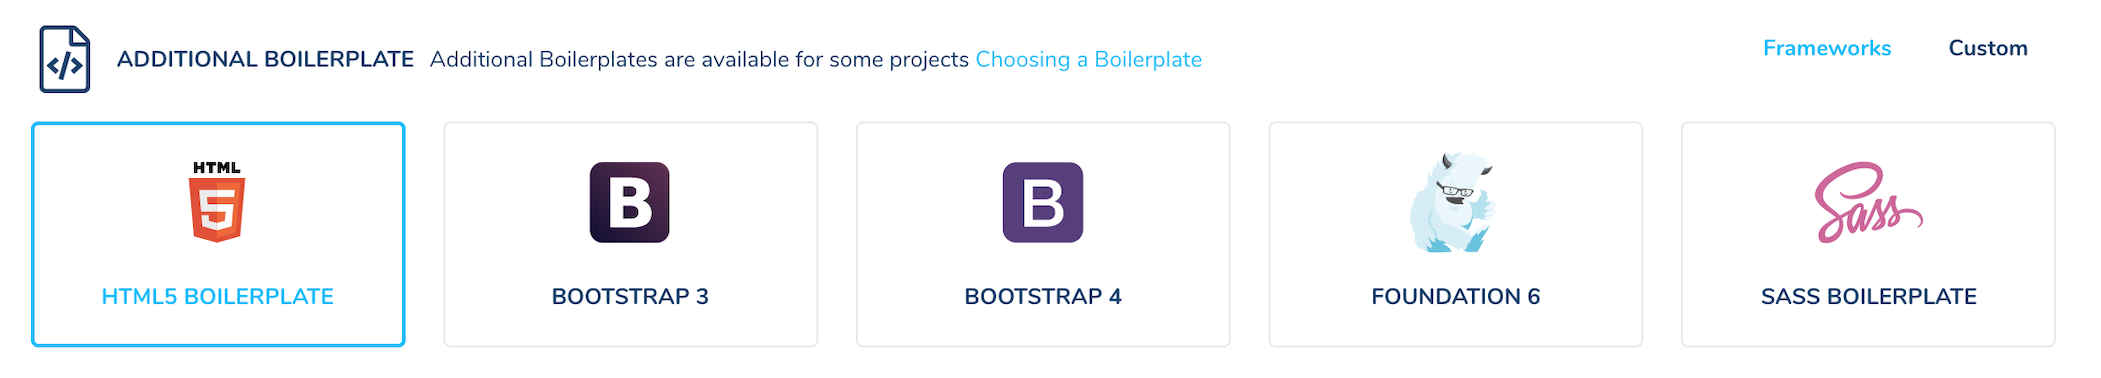 ADDITIONAL BOILERPLATE Additional Boilerplates are available for some projects Choosing a Boilerplate
Frameworks Custom
HTML
5
HTML5 BOILERPLATE
B
BOOTSTRAP 3
B
BOOTSTRAP 4
FOUNDATION 6
Sass
SASS BOILERPLATE